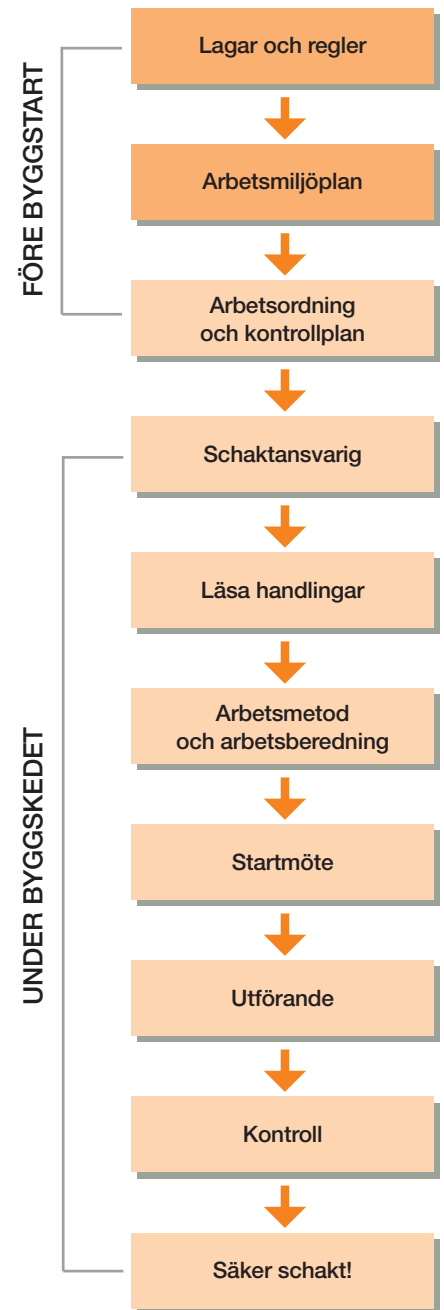 FÖRE BYGGSTART
Lagar och regler
Arbetsmiljöplan
Arbetsordning
och kontrollplan
UNDER BYGGSKEDET
Schaktansvarig
Läsa handlingar
Arbetsmetod
och arbetsberedning
Startmöte
Utförande
Kontroll
Säker schakt!